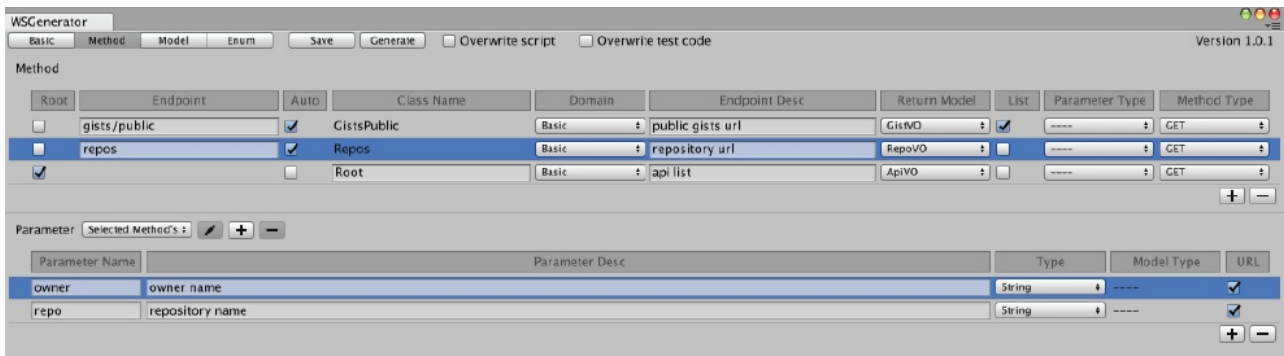 WSGenerator
Basic Method Model Enum Save Generate Overwrite script Overwrite test code Version 1.0.1
Method
Root Endpoint Auto Class Name Domain Endpoint Desc Return Model List Parameter Type Method Type
gists/public GistsPublic Basic public gists url GistVO ---- GET
repos Repos Basic repository url RepoVO ---- GET
Root Basic api list ApiVO ---- GET
+ −
Parameter Selected Method's + −
Parameter Name Parameter Desc Type Model Type URL
owner owner name String ----
repo repository name String ----
+ −